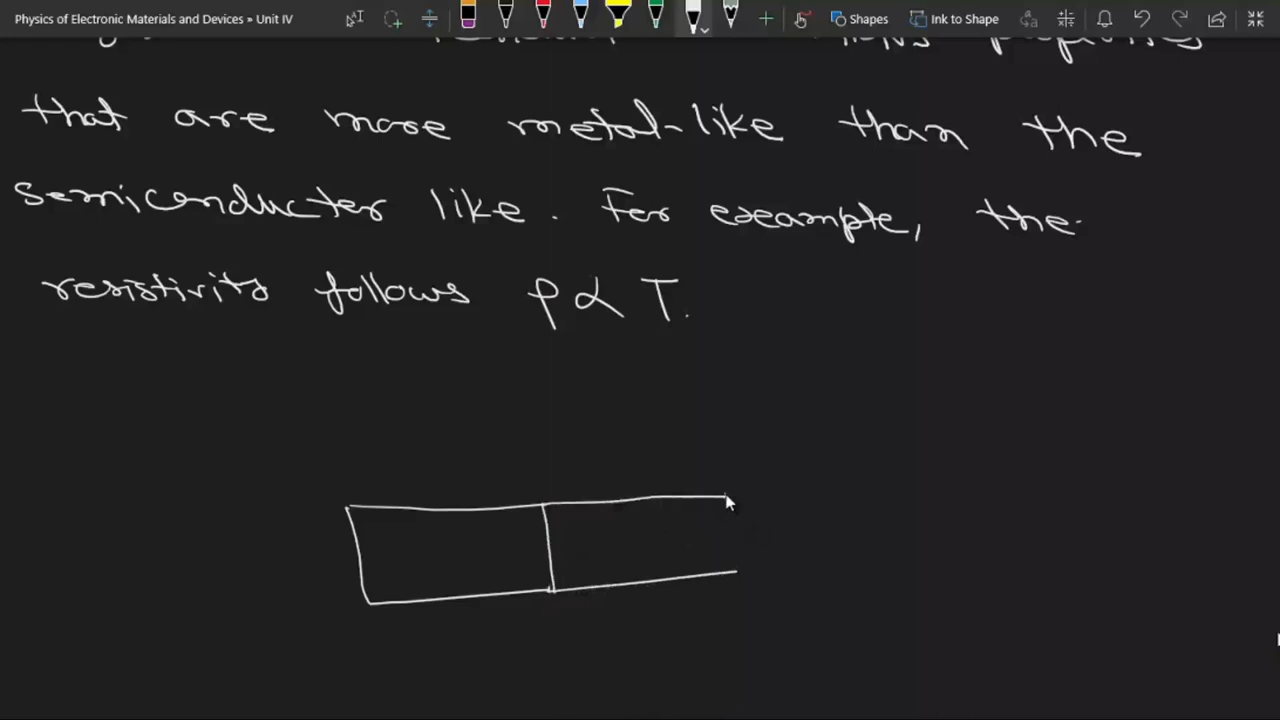 Physics of Electronic Materials and Devices » Unit IV
Shapes
Ink to Shape
that are more metal-like than the
semiconducter like. For example, the
resistivity follows ρ ∝ T.